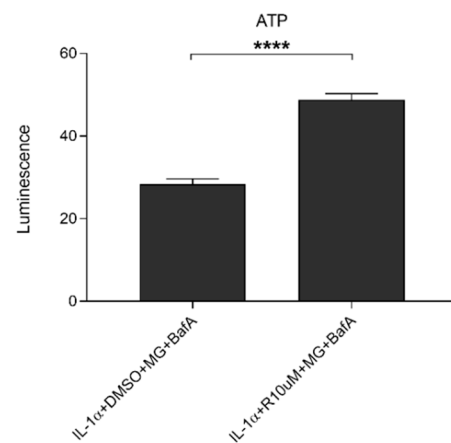 ATP
****
60
40
20
0
Luminescence
IL-1α+DMSO+MG+BafA
IL-1α+R10uM+MG+BafA